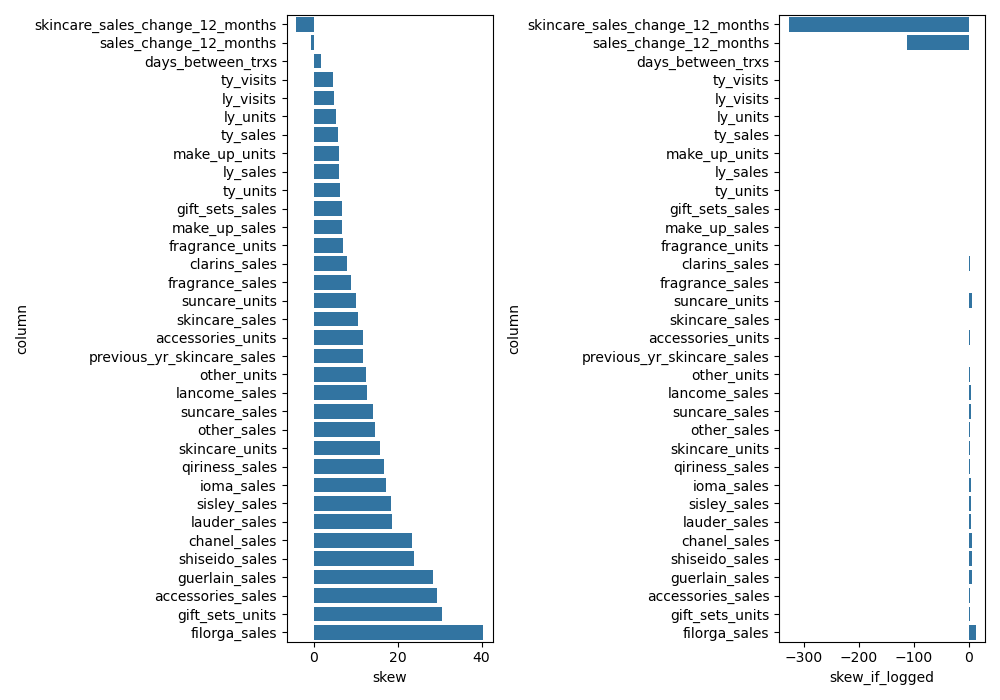 column
skincare_sales_change_12_months
sales_change_12_months
days_between_trxs
ty_visits
ly_visits
ly_units
ty_sales
make_up_units
ly_sales
ty_units
gift_sets_sales
make_up_sales
fragrance_units
clarins_sales
fragrance_sales
suncare_units
skincare_sales
accessories_units
previous_yr_skincare_sales
other_units
lancome_sales
suncare_sales
other_sales
skincare_units
qiriness_sales
ioma_sales
sisley_sales
lauder_sales
chanel_sales
shiseido_sales
guerlain_sales
accessories_sales
gift_sets_units
filorga_sales
0 20 40
skew
column
skincare_sales_change_12_months
sales_change_12_months
days_between_trxs
ty_visits
ly_visits
ly_units
ty_sales
make_up_units
ly_sales
ty_units
gift_sets_sales
make_up_sales
fragrance_units
clarins_sales
fragrance_sales
suncare_units
skincare_sales
accessories_units
previous_yr_skincare_sales
other_units
lancome_sales
suncare_sales
other_sales
skincare_units
qiriness_sales
ioma_sales
sisley_sales
lauder_sales
chanel_sales
shiseido_sales
guerlain_sales
accessories_sales
gift_sets_units
filorga_sales
−300 −200 −100 0
skew_if_logged